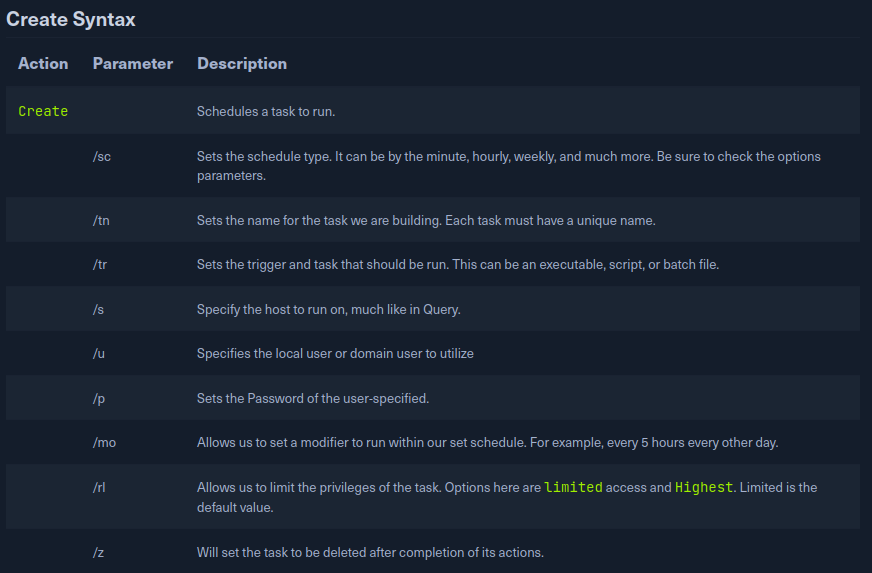 Create Syntax
Action Parameter Description
Create Schedules a task to run.
/sc Sets the schedule type. It can be by the minute, hourly, weekly, and much more. Be sure to check the options
parameters.
/tn Sets the name for the task we are building. Each task must have a unique name.
/tr Sets the trigger and task that should be run. This can be an executable, script, or batch file.
/s Specify the host to run on, much like in Query.
/u Specifies the local user or domain user to utilize
/p Sets the Password of the user-specified.
/mo Allows us to set a modifier to run within our set schedule. For example, every 5 hours every other day.
/rl Allows us to limit the privileges of the task. Options here are limited access and Highest. Limited is the
default value.
/z Will set the task to be deleted after completion of its actions.